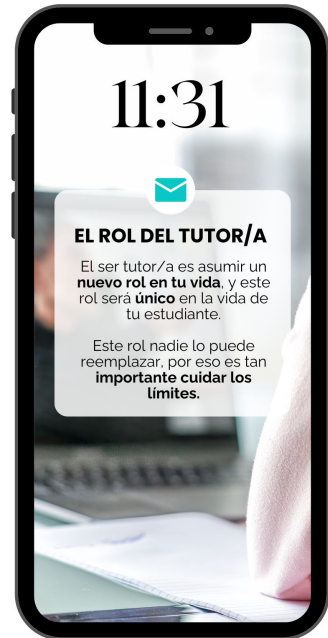 11:31
EL ROL DEL TUTOR/A
El ser tutor/a es asumir un
nuevo rol en tu vida, y este
rol será único en la vida de
tu estudiante.
Este rol nadie lo puede
reemplazar, por eso es tan
importante cuidar los
límites.